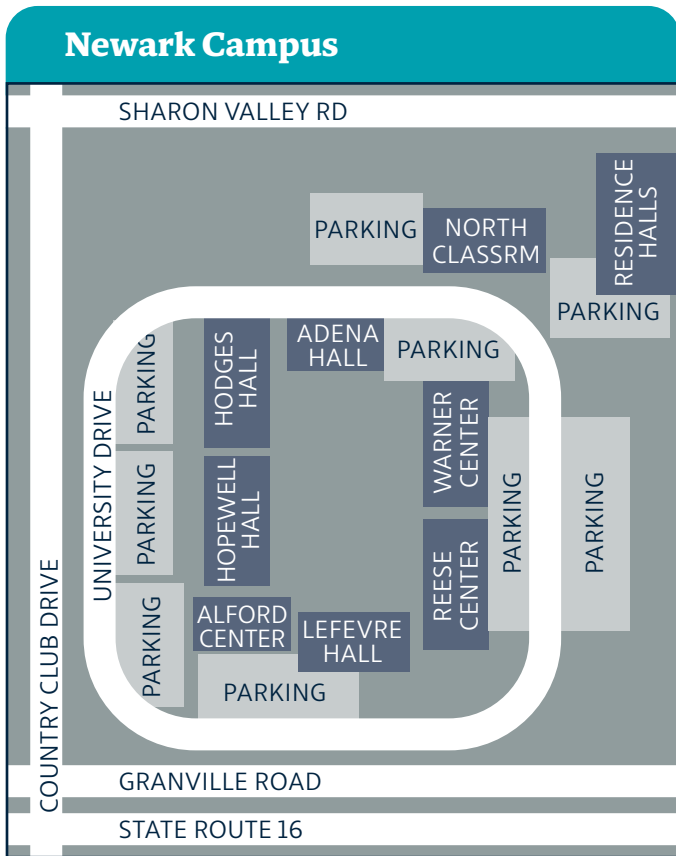 Newark Campus
SHARON VALLEY RD
RESIDENCE
HALLS
PARKING
NORTH
CLASSRM
PARKING
PARKING
HODGES
HALL
ADENA
HALL
PARKING
WARNER
CENTER
UNIVERSITY DRIVE
PARKING
HOPEWELL
HALL
PARKING
PARKING
REESE
CENTER
COUNTRY CLUB DRIVE
PARKING
ALFORD
CENTER
LEFEVRE
HALL
PARKING
GRANVILLE ROAD
STATE ROUTE 16